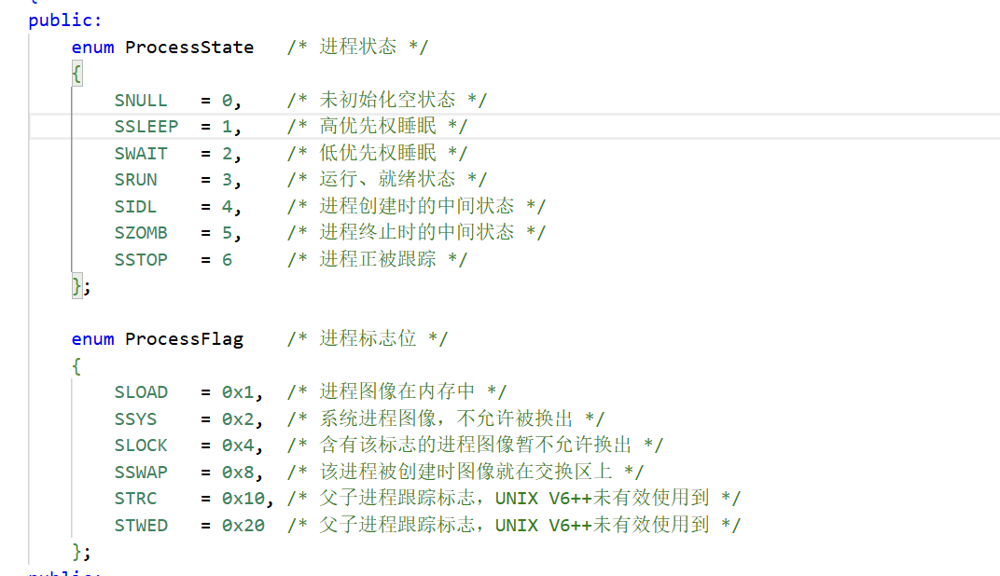 public:
enum ProcessState /* 进程状态 */
{
SNULL = 0, /* 未初始化空状态 */
SSLEEP = 1, /* 高优先权睡眠 */
SWAIT = 2, /* 低优先权睡眠 */
SRUN = 3, /* 运行、就绪状态 */
SIDL = 4, /* 进程创建时的中间状态 */
SZOMB = 5, /* 进程终止时的中间状态 */
SSTOP = 6 /* 进程正被跟踪 */
};
enum ProcessFlag /* 进程标志位 */
{
SLOAD = 0x1, /* 进程图像在内存中 */
SSYS = 0x2, /* 系统进程图像，不允许被换出 */
SLOCK = 0x4, /* 含有该标志的进程图像暂不允许换出 */
SSWAP = 0x8, /* 该进程被创建时图像就在交换区上 */
STRC = 0x10, /* 父子进程跟踪标志，UNIX V6++未有效使用到 */
STWED = 0x20 /* 父子进程跟踪标志，UNIX V6++未有效使用到 */
};